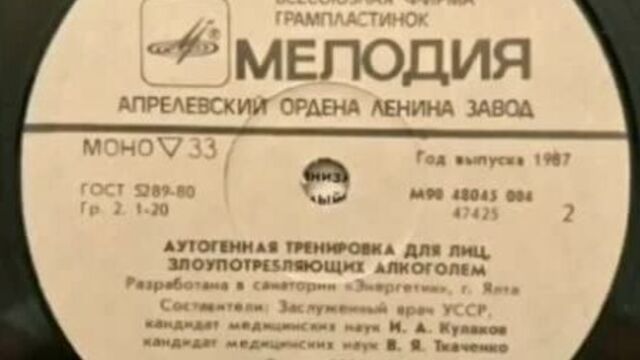 ВСЕСОЮЗНАЯ ФИРМА
ГРАМПЛАСТИНОК
МЕЛОДИЯ
АПРЕЛЕВСКИЙ ОРДЕНА ЛЕНИНА ЗАВОД
МОНО ▽ 33
Год выпуска 1987
ГОСТ 5289-80
М90 48045 004
Гр. 2. 1-20
47425
2
АУТОГЕННАЯ ТРЕНИРОВКА ДЛЯ ЛИЦ,
ЗЛОУПОТРЕБЛЯЮЩИХ АЛКОГОЛЕМ
Разработана в санатории «Энергетик», г. Ялта
Составители: Заслуженный врач УССР,
кандидат медицинских наук И. А. Кулаков
кандидат медицинских наук В. Я. Ткаченко